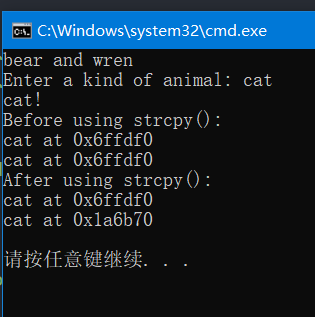 C:\Windows\system32\cmd.exe
bear and wren
Enter a kind of animal: cat
cat!
Before using strcpy():
cat at 0x6ffdf0
cat at 0x6ffdf0
After using strcpy():
cat at 0x6ffdf0
cat at 0x1a6b70
请按任意键继续. . .